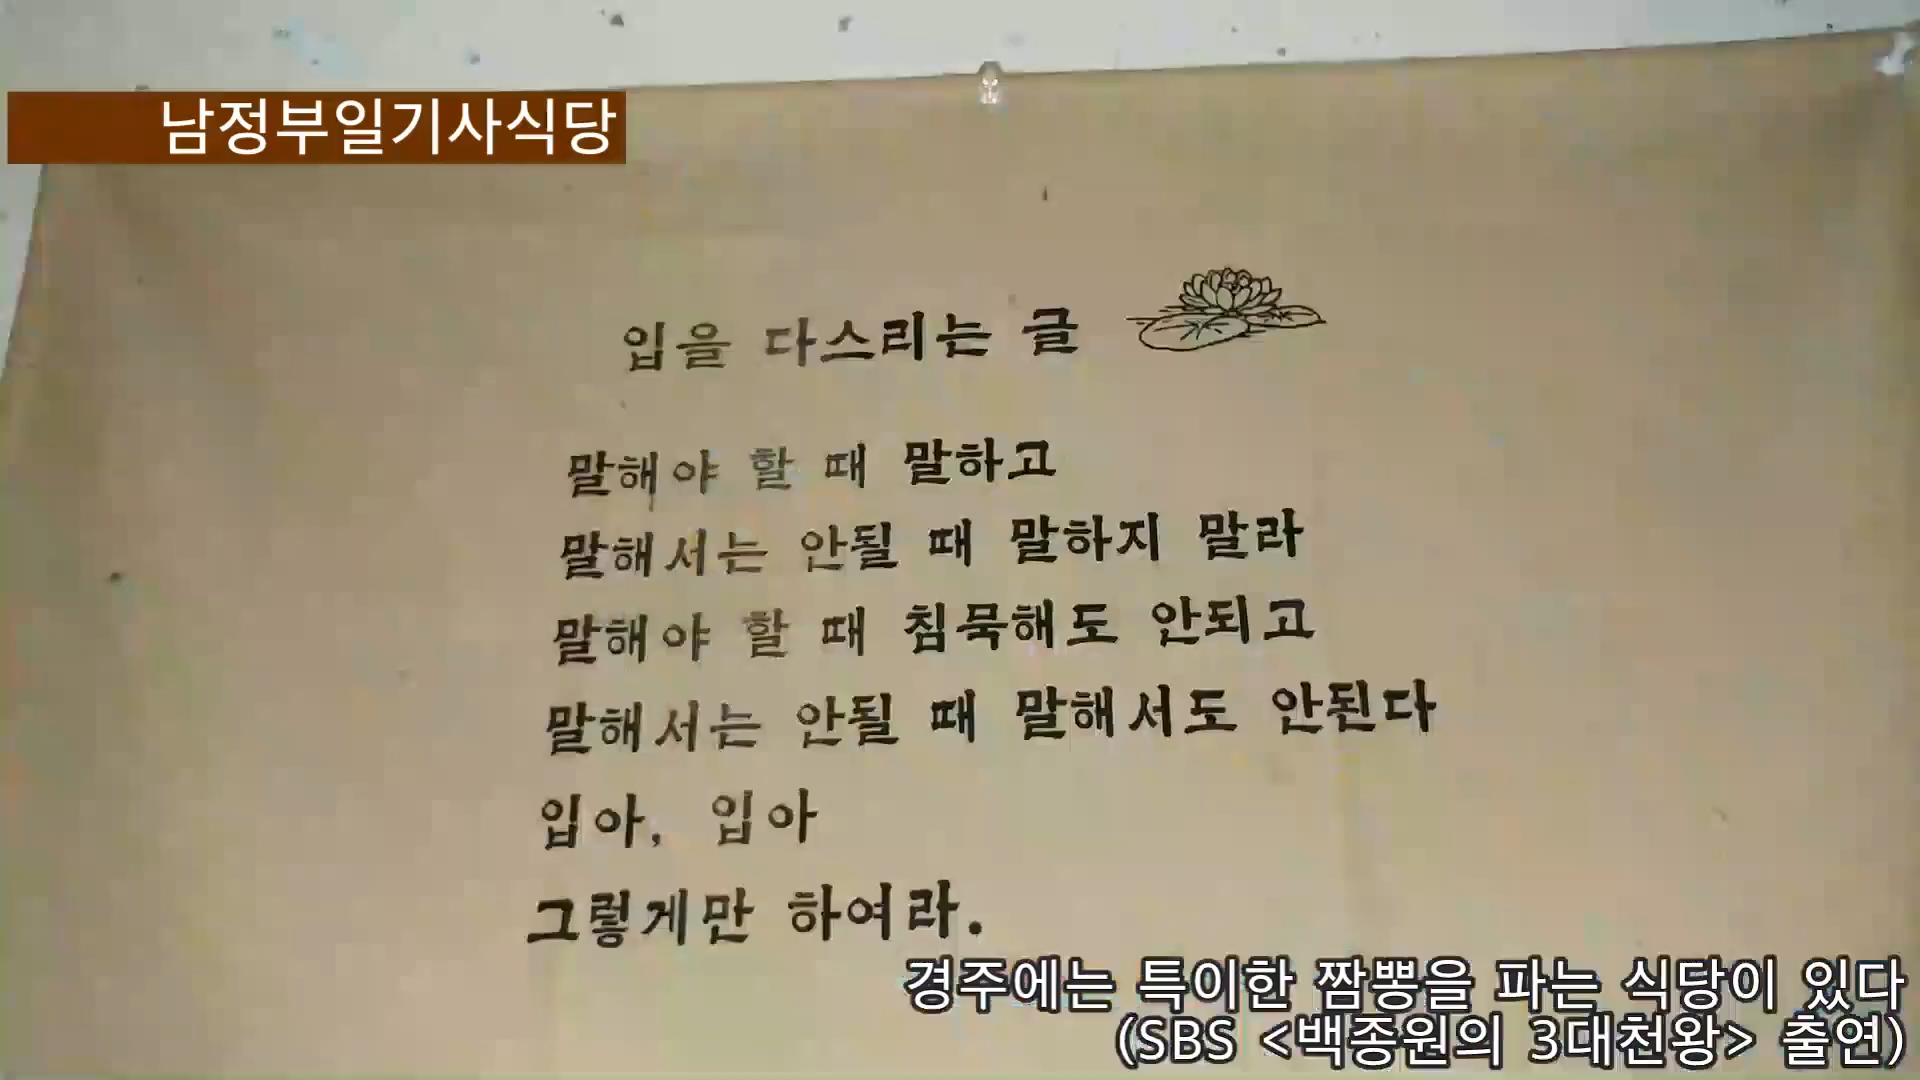 남정부일기사식당
입을 다스리는 글
말해야 할 때 말하고
말해서는 안될 때 말하지 말라
말해야 할 때 침묵해도 안되고
말해서는 안될 때 말해서도 안된다
입아, 입아
그렇게만 하여라.
경주에는 특이한 짬뽕을 파는 식당이 있다
(SBS <백종원의 3대천왕> 출연)